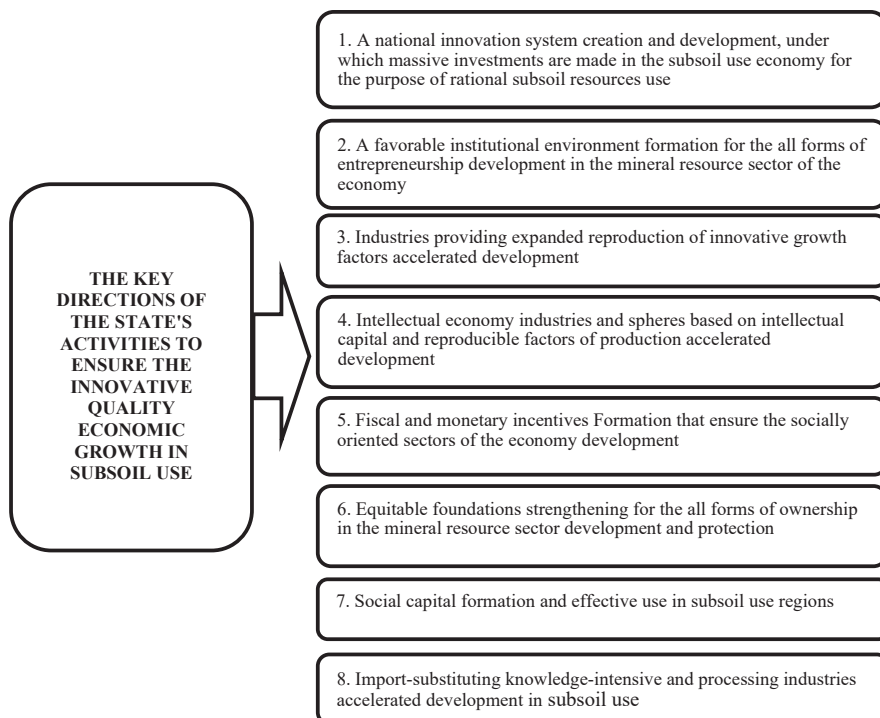 THE KEY
DIRECTIONS OF
THE STATE'S
ACTIVITIES TO
ENSURE THE
INNOVATIVE
QUALITY
ECONOMIC
GROWTH IN
SUBSOIL USE
1. A national innovation system creation and development, under
which massive investments are made in the subsoil use economy for
the purpose of rational subsoil resources use
2. A favorable institutional environment formation for the all forms of
entrepreneurship development in the mineral resource sector of the
economy
3. Industries providing expanded reproduction of innovative growth
factors accelerated development
4. Intellectual economy industries and spheres based on intellectual
capital and reproducible factors of production accelerated
development
5. Fiscal and monetary incentives Formation that ensure the socially
oriented sectors of the economy development
6. Equitable foundations strengthening for the all forms of ownership
in the mineral resource sector development and protection
7. Social capital formation and effective use in subsoil use regions
8. Import-substituting knowledge-intensive and processing industries
accelerated development in subsoil use